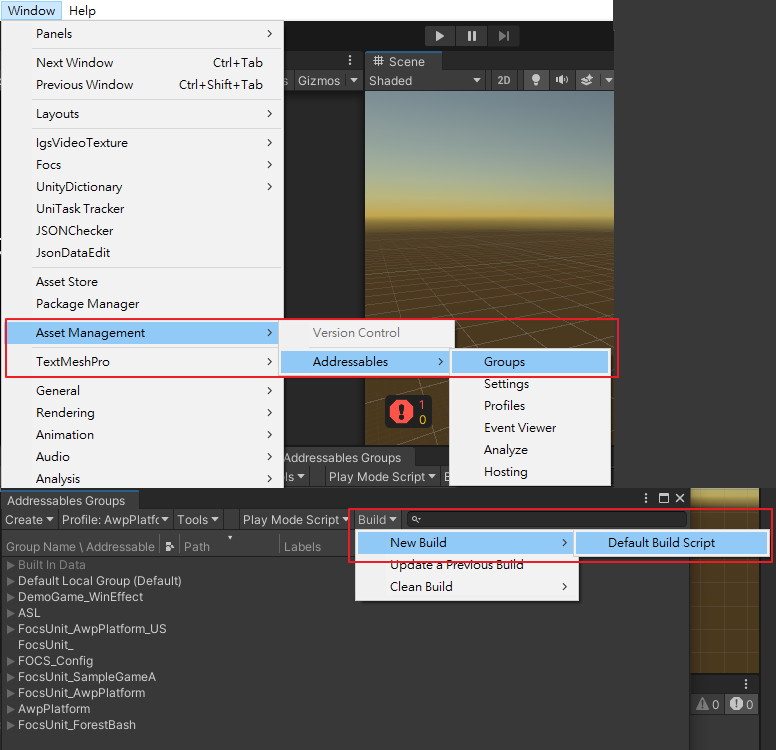 Window Help
Panels
Next Window Ctrl+Tab
Previous Window Ctrl+Shift+Tab
Layouts
IgsVideoTexture
Focs
UnityDictionary
UniTask Tracker
JSONChecker
JsonDataEdit
Asset Store
Package Manager
Asset Management
TextMeshPro
General
Rendering
Animation
Audio
Analysis
Version Control
Addressables
Groups
Settings
Profiles
Event Viewer
Analyze
Hosting
Gizmos
Scene
Shaded 2D
1
0
Addressables Groups
Play Mode Script
Addressables Groups
Create Profile: AwpPlatfc Tools Play Mode Script Build
Group Name \ Addressable Path Labels
Built In Data
Default Local Group (Default)
DemoGame_WinEffect
ASL
FocsUnit_AwpPlatform_US
FocsUnit_
FOCS_Config
FocsUnit_SampleGameA
FocsUnit_AwpPlatform
AwpPlatform
FocsUnit_ForestBash
New Build
Update a Previous Build
Clean Build
Default Build Script
0 0